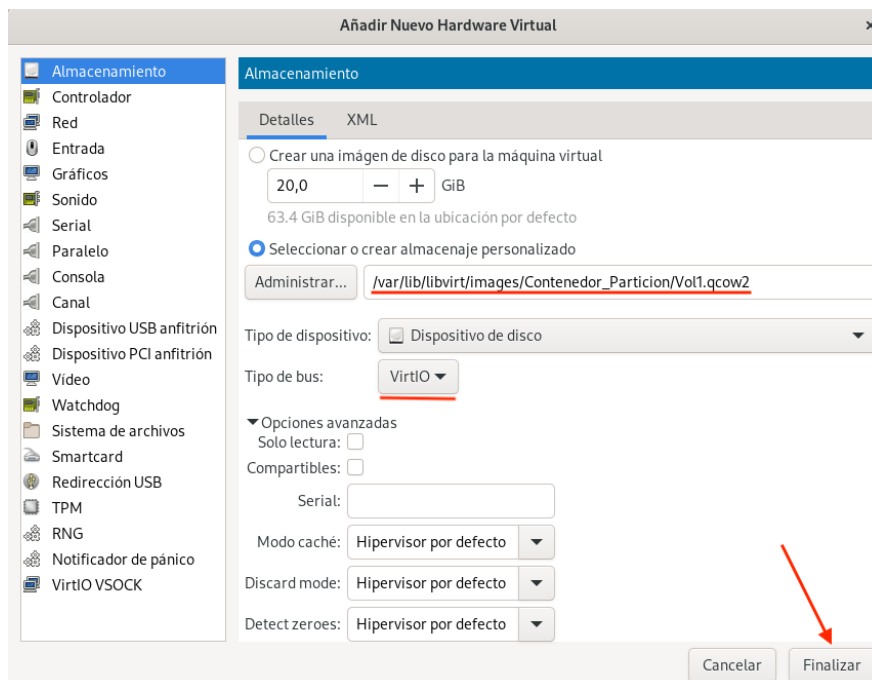 Añadir Nuevo Hardware Virtual
Almacenamiento
Controlador
Red
Entrada
Gráficos
Sonido
Serial
Paralelo
Consola
Canal
Dispositivo USB anfitrión
Dispositivo PCI anfitrión
Vídeo
Watchdog
Sistema de archivos
Smartcard
Redirección USB
TPM
RNG
Notificador de pánico
VirtIO VSOCK
Almacenamiento
Detalles XML
Crear una imágen de disco para la máquina virtual
20,0 − + GiB
63.4 GiB disponible en la ubicación por defecto
Seleccionar o crear almacenaje personalizado
Administrar... /var/lib/libvirt/images/Contenedor_Particion/Vol1.qcow2
Tipo de dispositivo: Dispositivo de disco
Tipo de bus: VirtIO
Opciones avanzadas
Solo lectura:
Compartibles:
Serial:
Modo caché: Hipervisor por defecto
Discard mode: Hipervisor por defecto
Detect zeroes: Hipervisor por defecto
Cancelar Finalizar